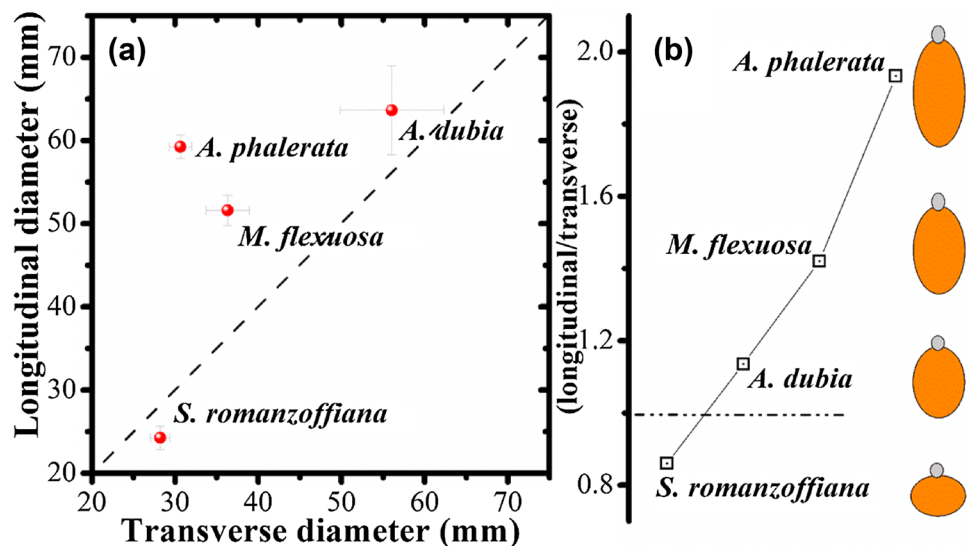 (a)
Longitudinal diameter (mm)
70
60
50
40
30
20
A. phalerata
A. dubia
M. flexuosa
S. romanzoffiana
20 30 40 50 60 70
Transverse diameter (mm)
(b)
(longitudinal/transverse)
2.0
1.6
1.2
0.8
A. phalerata
M. flexuosa
A. dubia
S. romanzoffiana